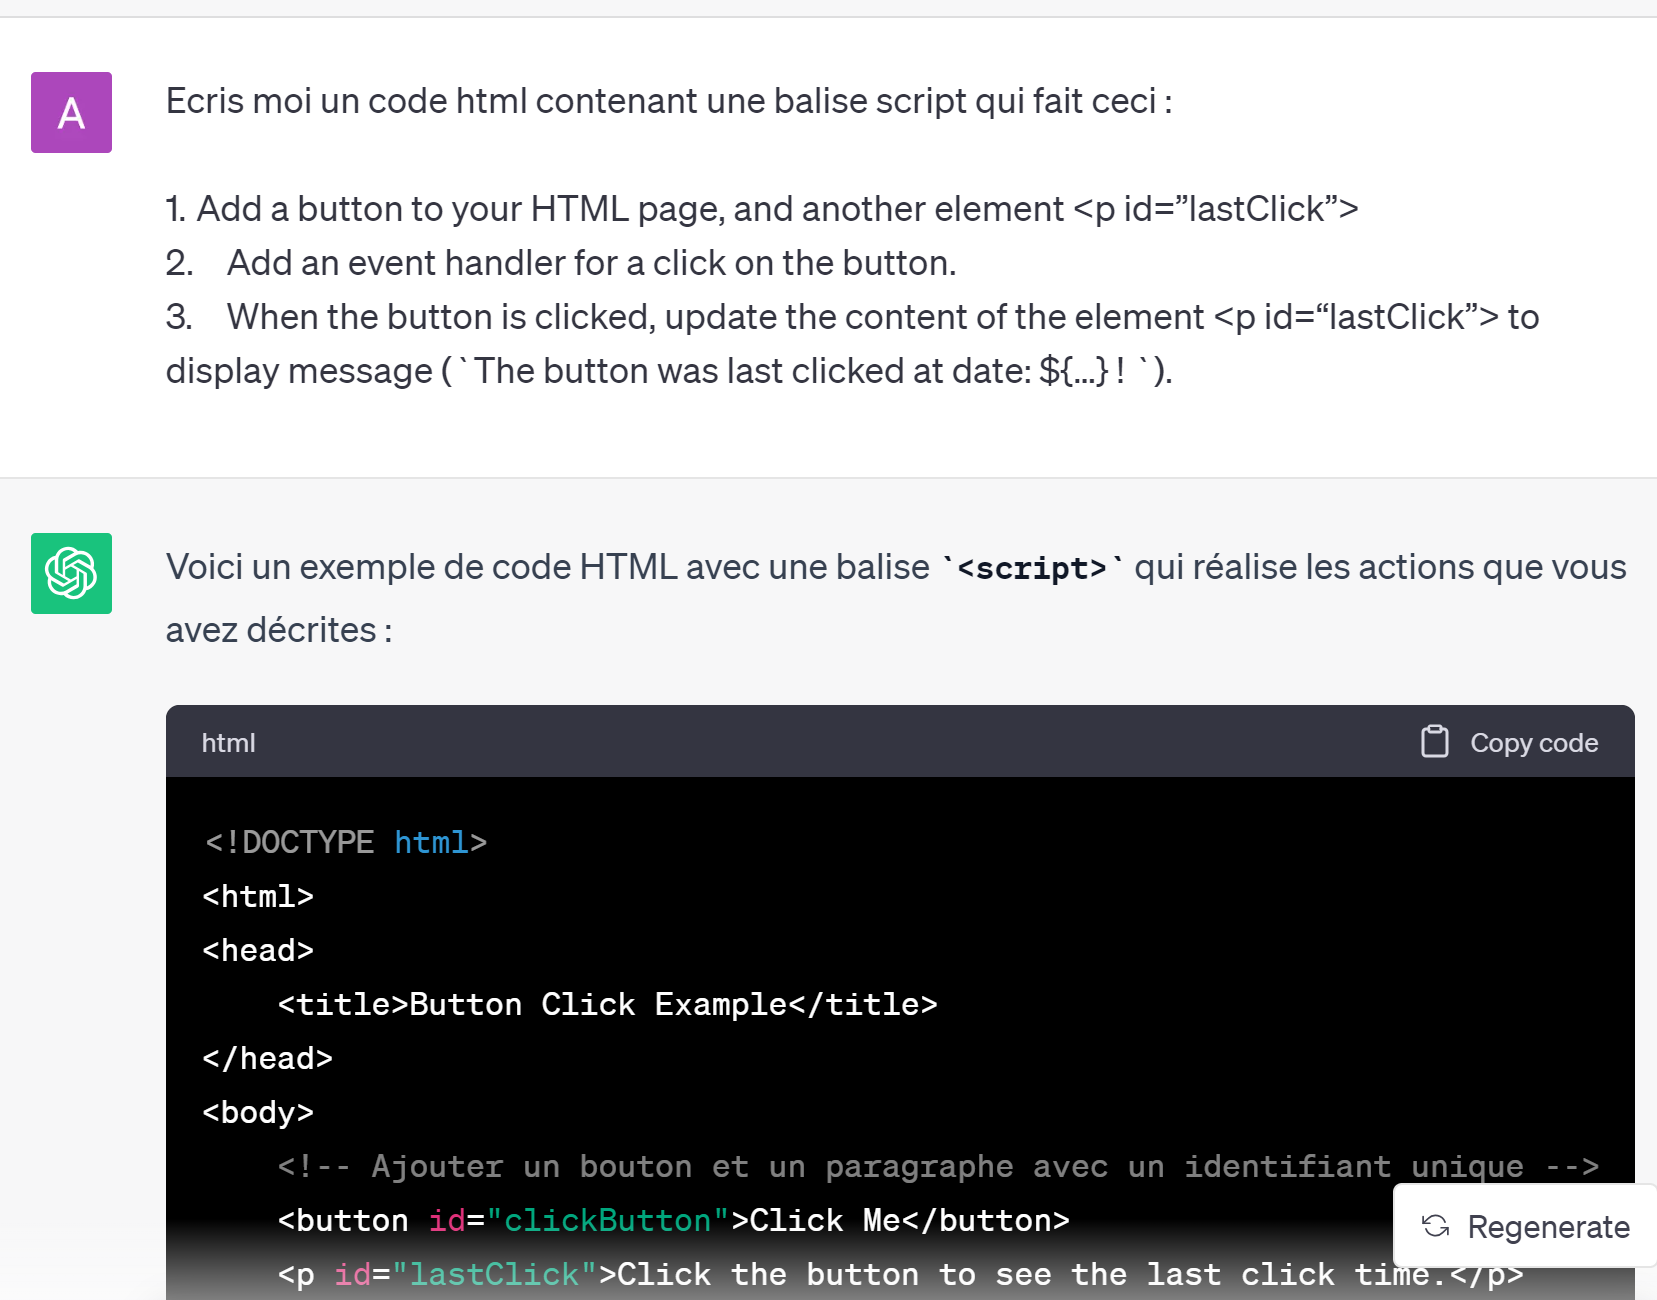 A
Ecris moi un code html contenant une balise script qui fait ceci :
1. Add a button to your HTML page, and another element <p id=”lastClick”>
2. Add an event handler for a click on the button.
3. When the button is clicked, update the content of the element <p id=“lastClick”> to
display message (`The button was last clicked at date: ${…} ! `).
Voici un exemple de code HTML avec une balise `<script>` qui réalise les actions que vous
avez décrites :
html
Copy code
<!DOCTYPE html>
<html>
<head>
    <title>Button Click Example</title>
</head>
<body>
    <!-- Ajouter un bouton et un paragraphe avec un identifiant unique -->
    <button id="clickButton">Click Me</button>
Regenerate
    <p id="lastClick">Click the button to see the last click time.</p>